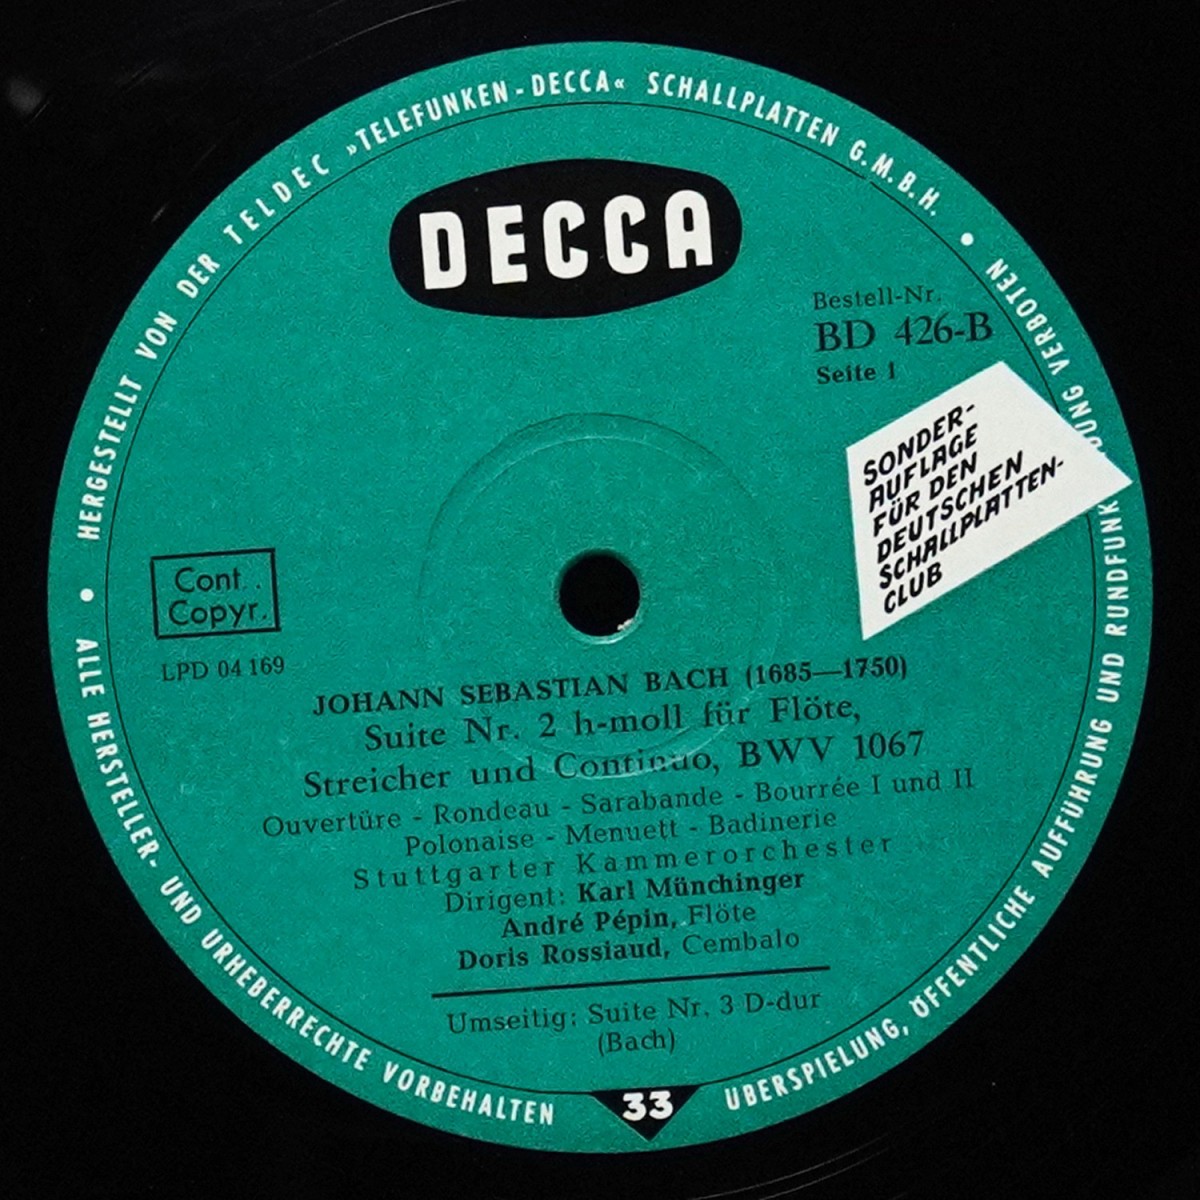 HERGESTELLT VON DER TELDEC »TELEFUNKEN-DECCA« SCHALLPLATTEN G.M.B.H. •
DECCA
Bestell-Nr.
BD 426-B
Seite 1
SONDER-
AUFLAGE
FÜR DEN
DEUTSCHEN
SCHALLPLATTEN-
CLUB
Cont.
Copyr.
LPD 04 169
JOHANN SEBASTIAN BACH (1685—1750)
Suite Nr. 2 h-moll für Flöte,
Streicher und Continuo, BWV 1067
Ouvertüre - Rondeau - Sarabande - Bourrée I und II
Polonaise - Menuett - Badinerie
Stuttgarter Kammerorchester
Dirigent: Karl Münchinger
André Pépin, Flöte
Doris Rossiaud, Cembalo
Umseitig: Suite Nr. 3 D-dur
(Bach)
33
• ALLE HERSTELLER- UND URHEBERRECHTE VORBEHALTEN
ÜBERSPIELUNG, ÖFFENTLICHE AUFFÜHRUNG UND RUNDFUNK VERBOTEN